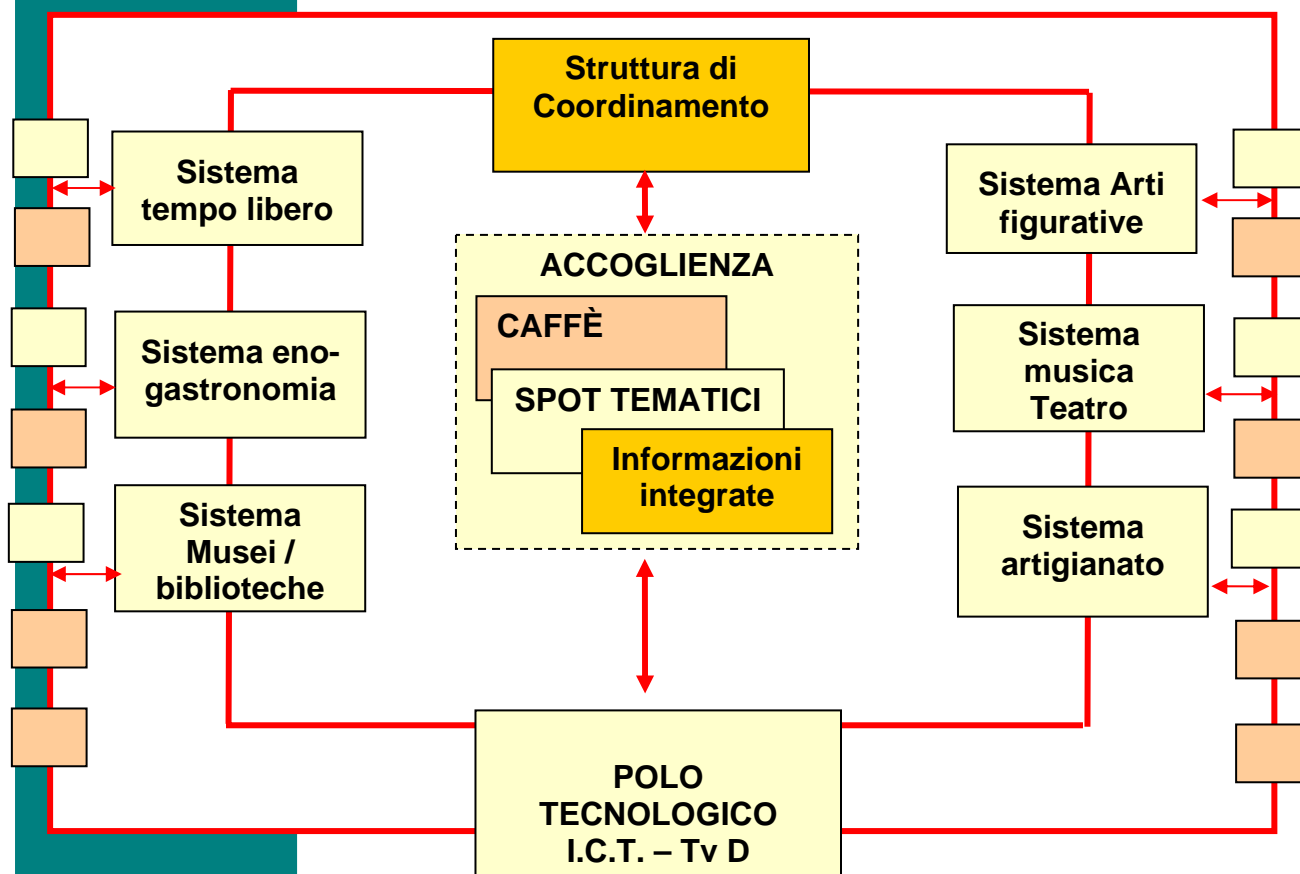 Struttura di
Coordinamento
Sistema
tempo libero
Sistema eno-
gastronomia
Sistema
Musei /
biblioteche
ACCOGLIENZA
CAFFÈ
SPOT TEMATICI
Informazioni
integrate
Sistema Arti
figurative
Sistema
musica
Teatro
Sistema
artigianato
POLO
TECNOLOGICO
I.C.T. – Tv D